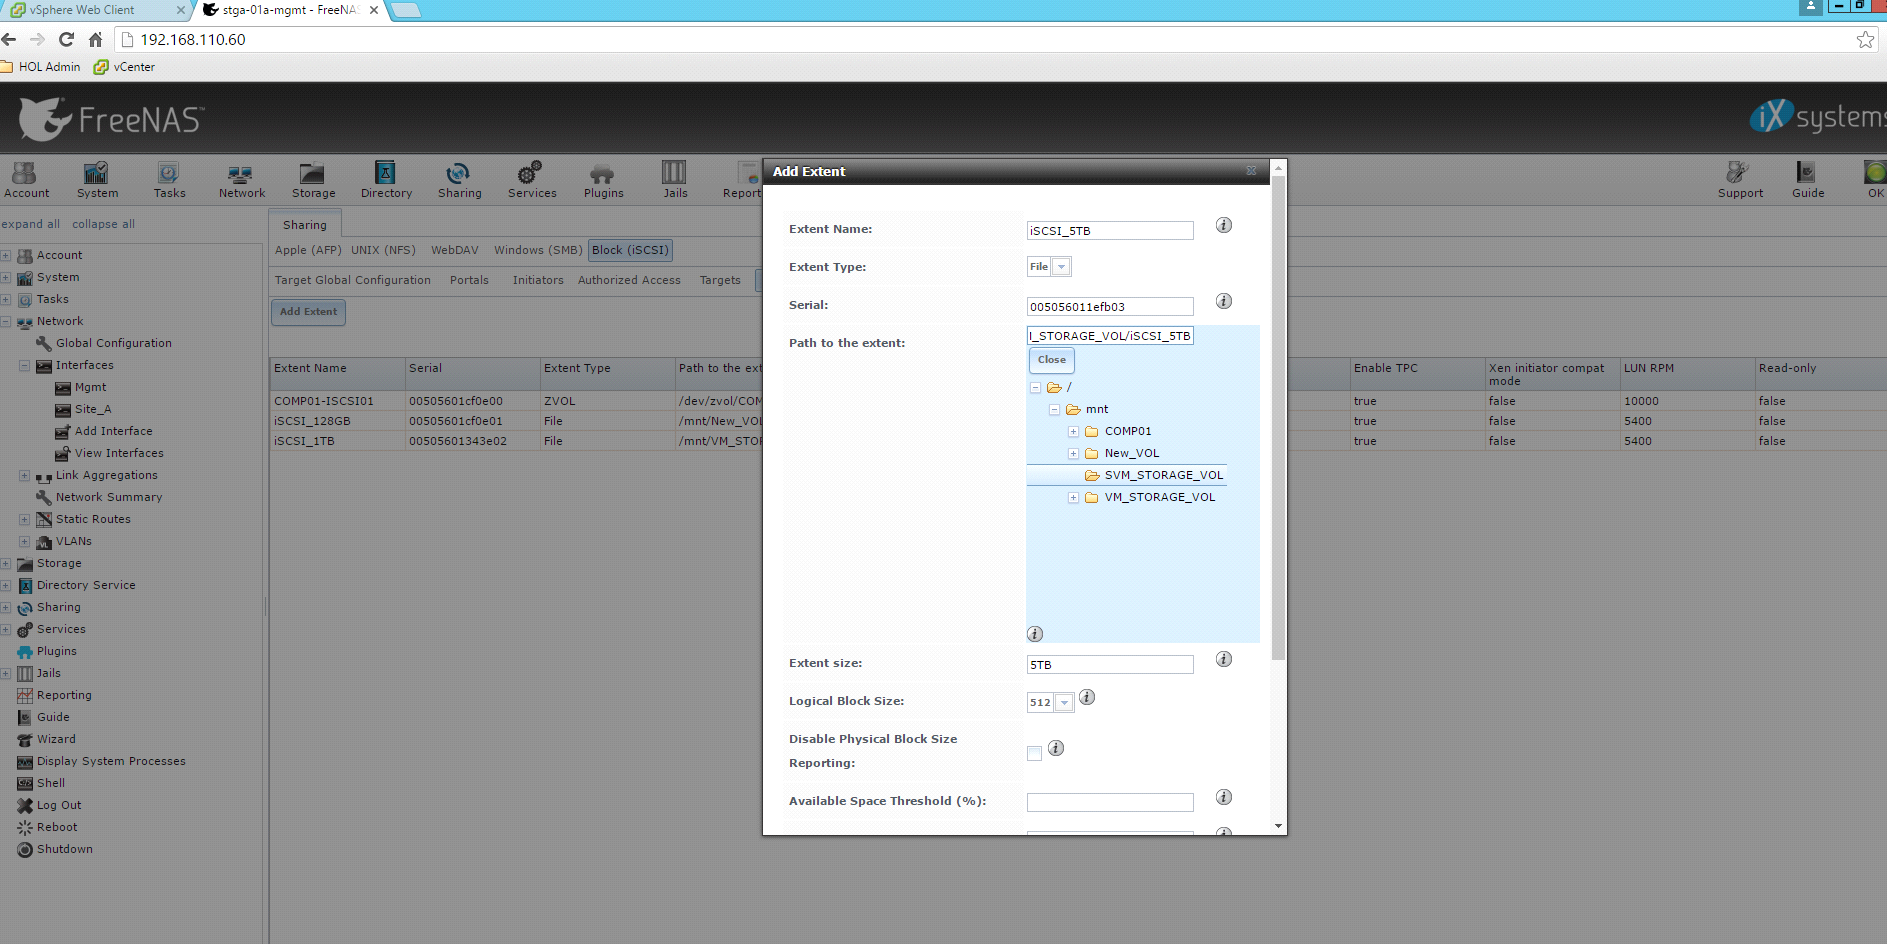 vSphere Web Client
stga-01a-mgmt - FreeNAS
192.168.110.60
HOL Admin vCenter
FreeNAS™
iXsystems
Account System Tasks Network Storage Directory Sharing Services Plugins Jails Report Support Guide OK
expand all collapse all
Account
System
Tasks
Network
Global Configuration
Interfaces
Mgmt
Site_A
Add Interface
View Interfaces
Link Aggregations
Network Summary
Static Routes
VLANs
Storage
Directory Service
Sharing
Services
Plugins
Jails
Reporting
Guide
Wizard
Display System Processes
Shell
Log Out
Reboot
Shutdown
Sharing
Apple (AFP) UNIX (NFS) WebDAV Windows (SMB) Block (iSCSI)
Target Global Configuration Portals Initiators Authorized Access Targets
Add Extent
Extent Name Serial Extent Type Path to the ext Enable TPC Xen initiator compat mode LUN RPM Read-only
COMP01-ISCSI01 00505601cf0e00 ZVOL /dev/zvol/COM true false 10000 false
iSCSI_128GB 00505601cf0e01 File /mnt/New_VOL true false 5400 false
iSCSI_1TB 00505601343e02 File /mnt/VM_STOR true false 5400 false
Add Extent
Extent Name: iSCSI_5TB
Extent Type: File
Serial: 005056011efb03
Path to the extent: I_STORAGE_VOL/iSCSI_5TB
Close
/
mnt
COMP01
New_VOL
SVM_STORAGE_VOL
VM_STORAGE_VOL
Extent size: 5TB
Logical Block Size: 512
Disable Physical Block Size
Reporting:
Available Space Threshold (%):